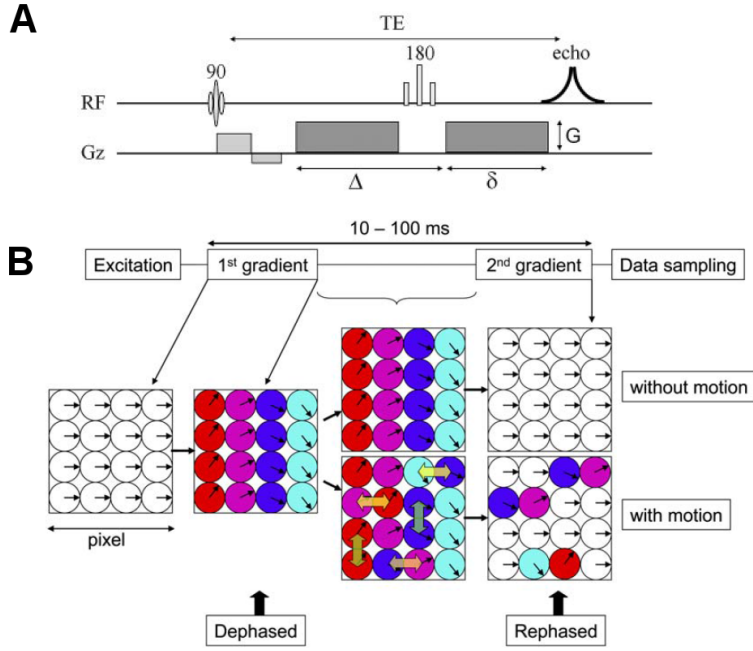 A
TE
90
180
echo
RF
Gz
G
Δ
δ
B
10 – 100 ms
Excitation
1st gradient
2nd gradient
Data sampling
without motion
with motion
pixel
Dephased
Rephased